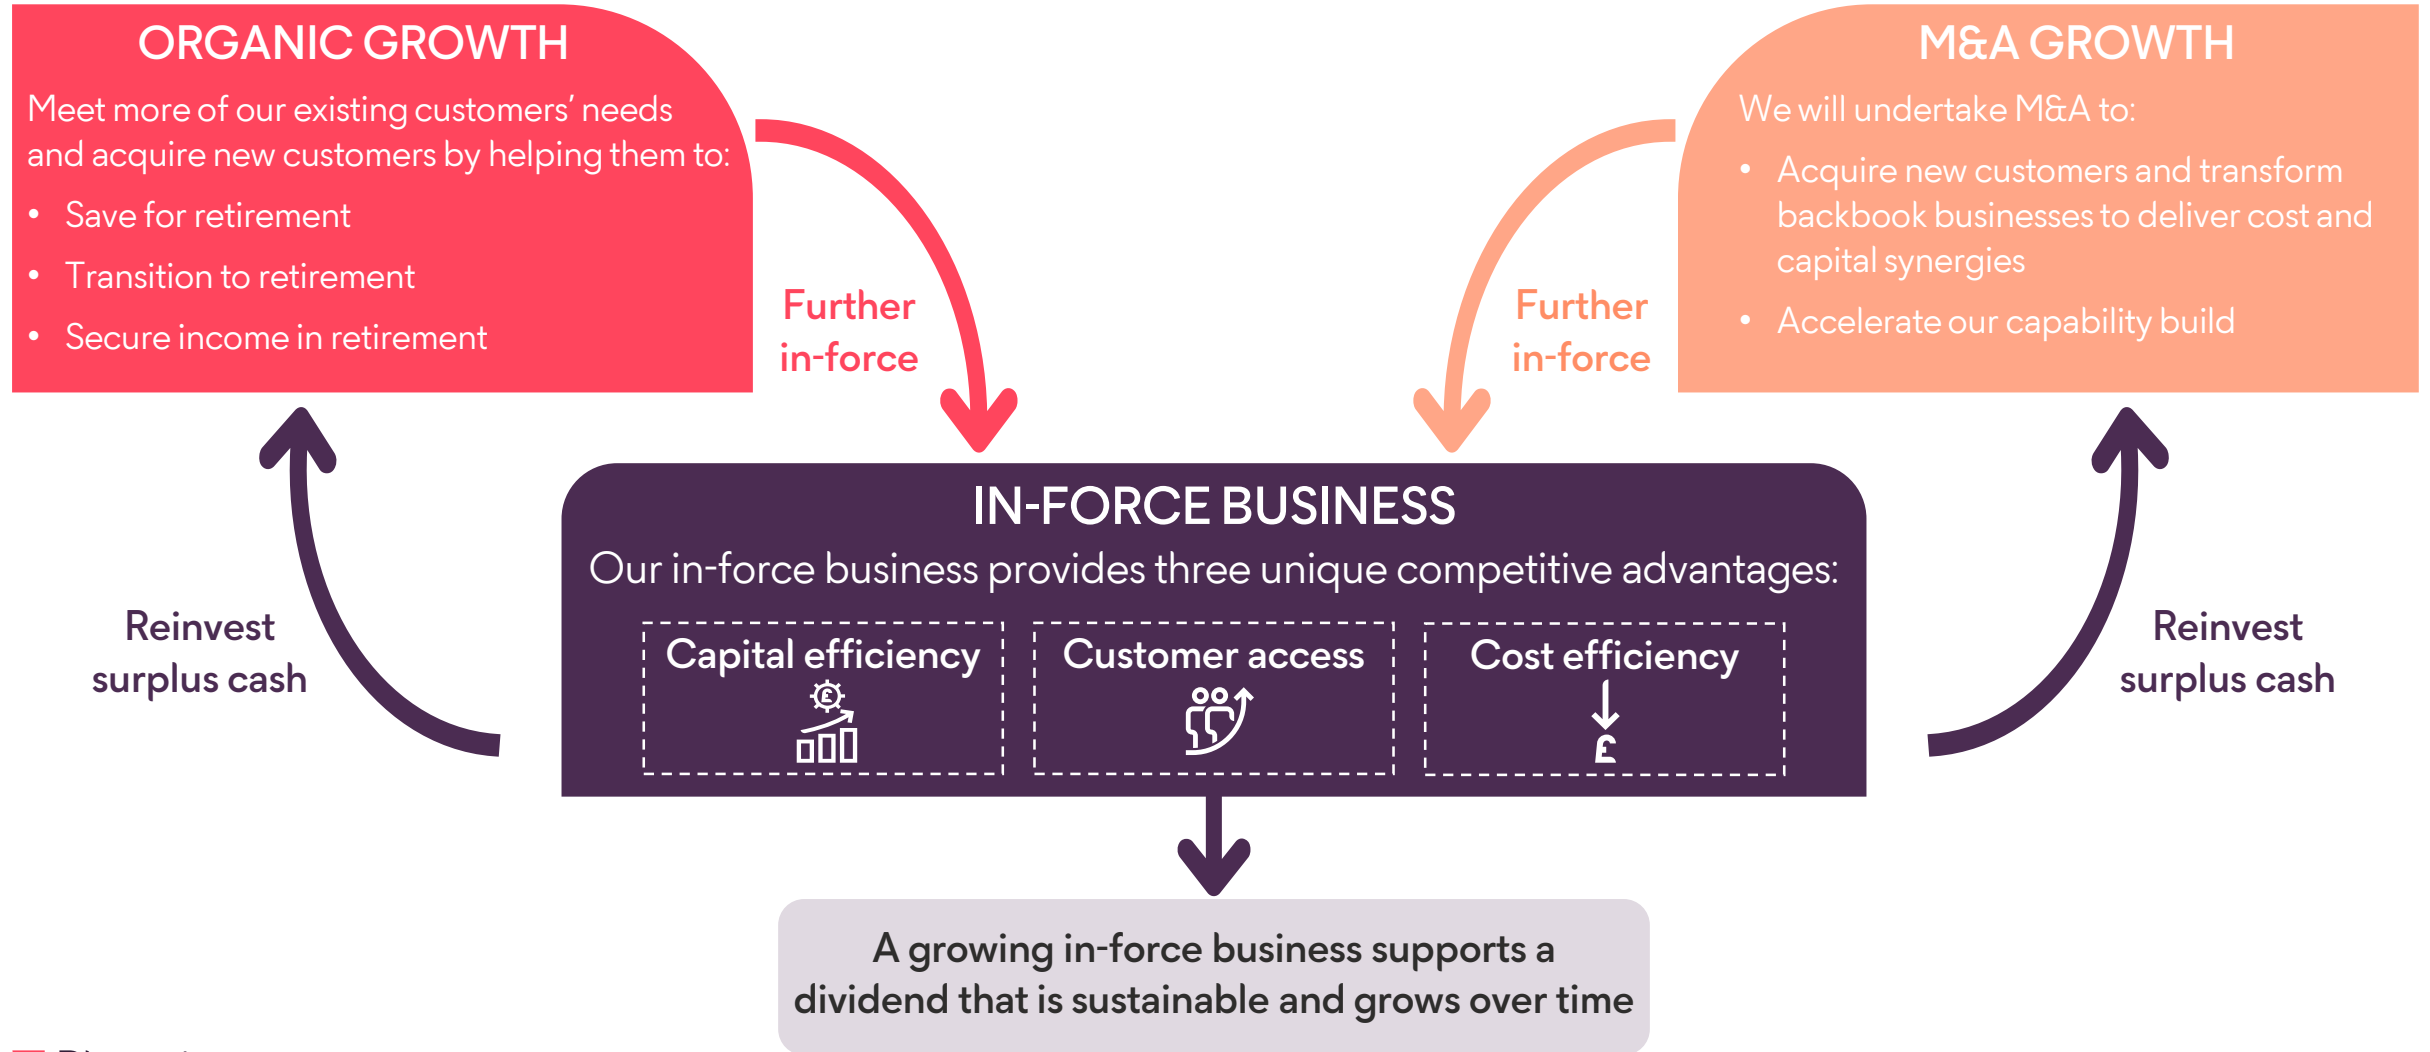 ORGANIC GROWTH
Meet more of our existing customers’ needs
and acquire new customers by helping them to:
• Save for retirement
• Transition to retirement
• Secure income in retirement
M&A GROWTH
We will undertake M&A to:
• Acquire new customers and transform
backbook businesses to deliver cost and
capital synergies
• Accelerate our capability build
Further
in-force
Further
in-force
IN-FORCE BUSINESS
Our in-force business provides three unique competitive advantages:
Capital efficiency
£
Customer access
Cost efficiency
£
Reinvest
surplus cash
Reinvest
surplus cash
A growing in-force business supports a
dividend that is sustainable and grows over time